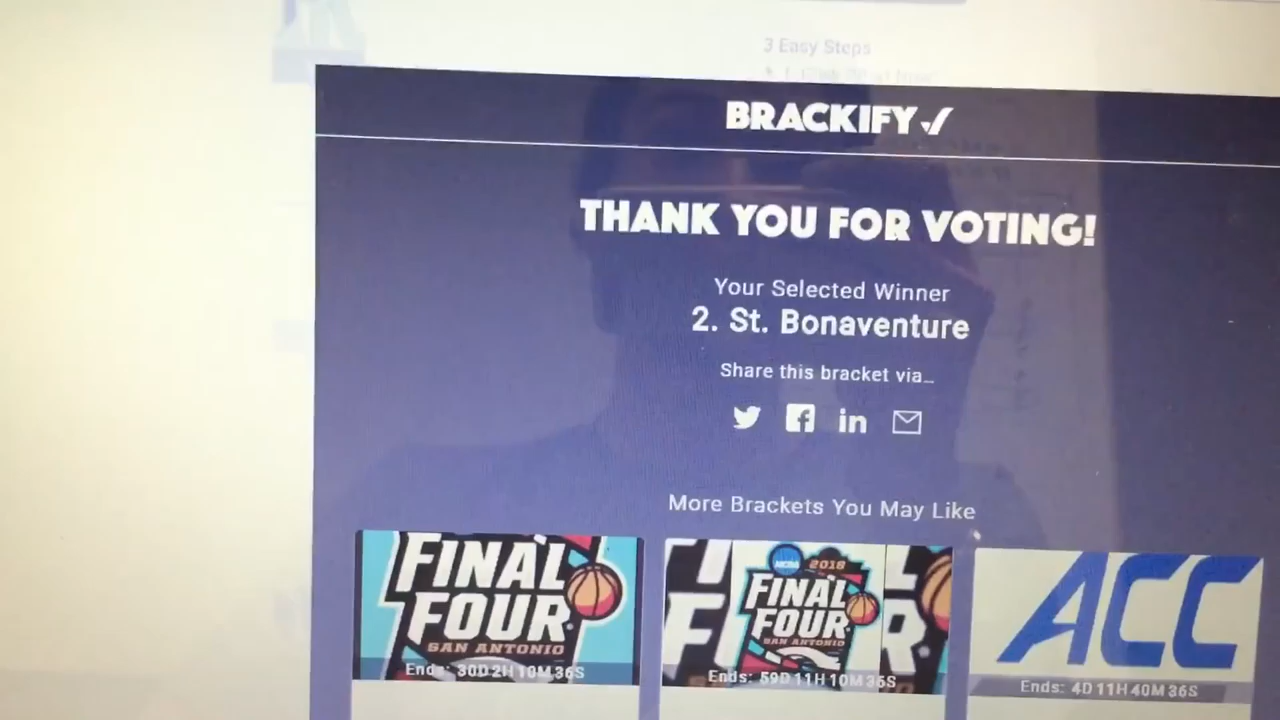 3 Easy Steps
BRACKIFY
THANK YOU FOR VOTING!
Your Selected Winner
2. St. Bonaventure
Share this bracket via...
in
More Brackets You May Like
FINAL
FOUR
SAN ANTONIO
Ends: 30D 2H 10M 36S
NCAA 2018
FINAL
FOUR
SAN ANTONIO
Ends: 59D 11H 10M 36S
ACC
Ends: 4D 11H 40M 36S